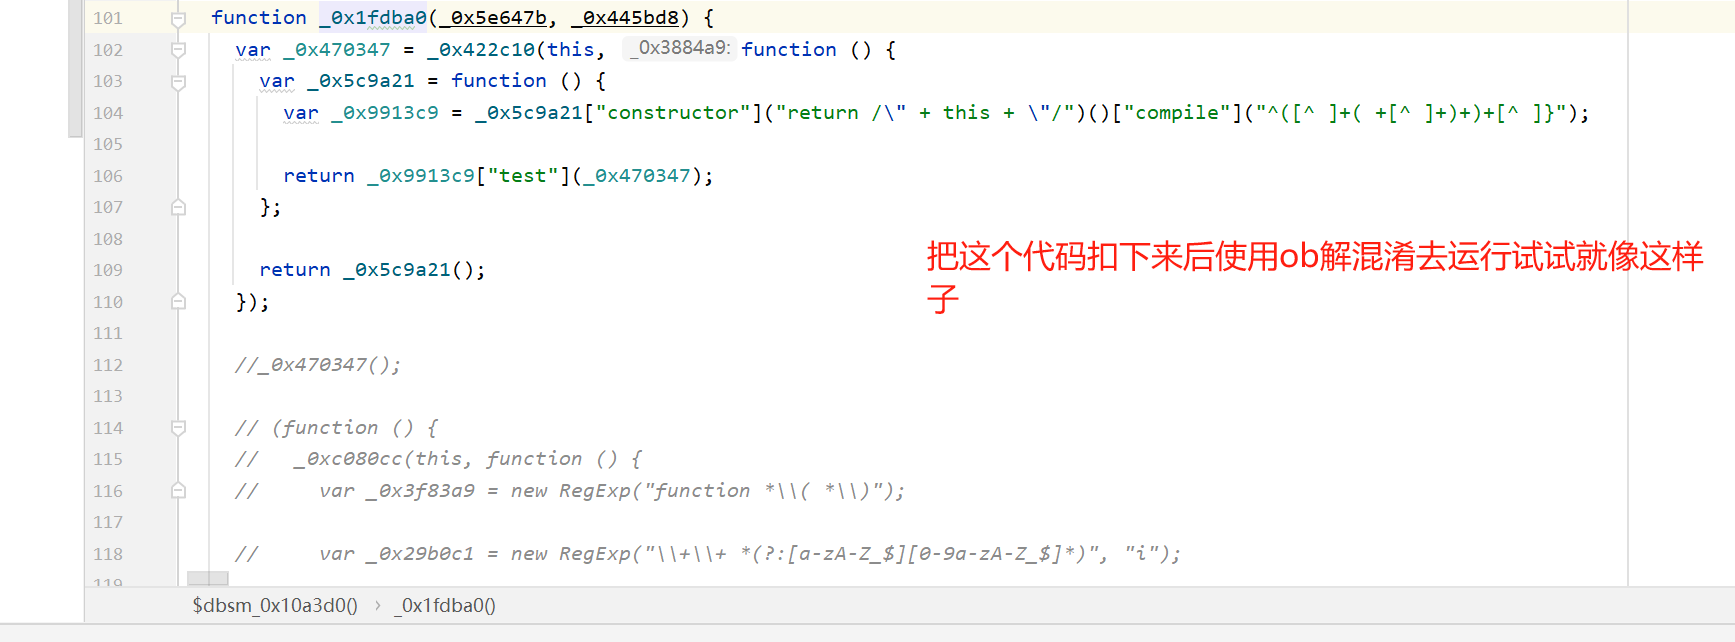 101 function _0x1fdba0(_0x5e647b, _0x445bd8) {
102 var _0x470347 = _0x422c10(this, _0x3884a9: function () {
103 var _0x5c9a21 = function () {
104 var _0x9913c9 = _0x5c9a21["constructor"]("return /\" + this + \"/")()["compile"]("^([^ ]+( +[^ ]+)+)+[^ ]}");
105
106 return _0x9913c9["test"](_0x470347);
107 };
108
109 return _0x5c9a21();
110 });
111
112 //_0x470347();
113
114 // (function () {
115 // _0xc080cc(this, function () {
116 // var _0x3f83a9 = new RegExp("function *\\( *\\)");
117
118 // var _0x29b0c1 = new RegExp("\\+\\+ *(?:[a-zA-Z_$][0-9a-zA-Z_$]*)", "i");
119
把这个代码扣下来后使用ob解混淆去运行试试就像这样
子
$dbsm_0x10a3d0() › _0x1fdba0()